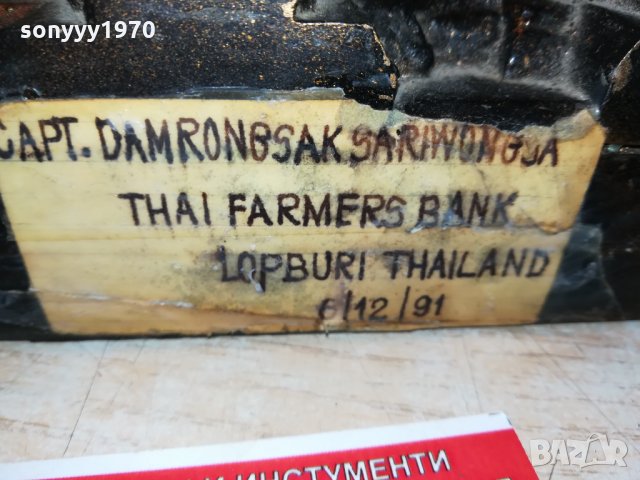 sonyyy1970
CAPT. DAMRONGSAK SARIWONGSA
THAI FARMERS BANK
LOPBURI THAILAND
6/12/91
И ИНСТУМЕНТИ
BAZAR